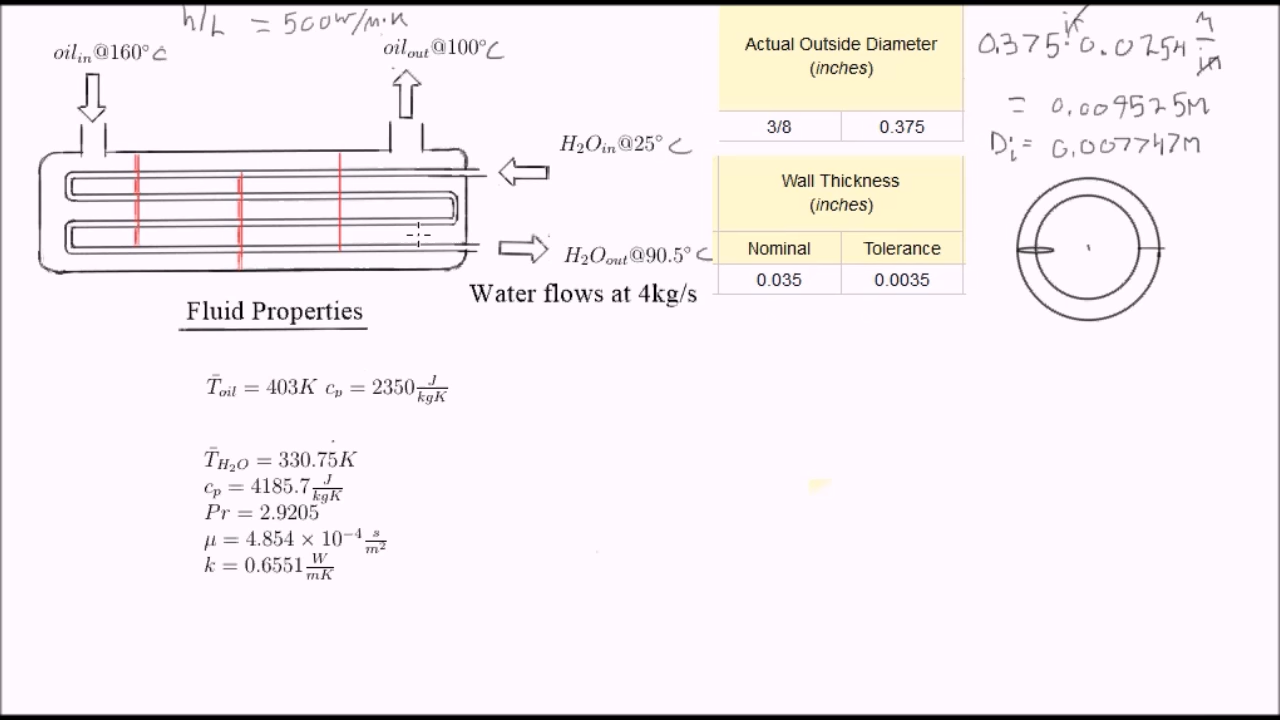 h/L = 500W/m·K
oil_in@160°C
oil_out@100°C
H₂O_in@25°C
H₂O_out@90.5°C
Water flows at 4kg/s
Actual Outside Diameter
(inches)
3/8 0.375
Wall Thickness
(inches)
Nominal Tolerance
0.035 0.0035
0.375 in · 0.0254 M/in
= 0.009525M
Di = 0.007747M
Fluid Properties
T̄_oil = 403K c_p = 2350 J/kgK
T̄_H₂O = 330.75K
c_p = 4185.7 J/kgK
Pr = 2.9205
μ = 4.854 × 10⁻⁴ s/m²
k = 0.6551 W/mK